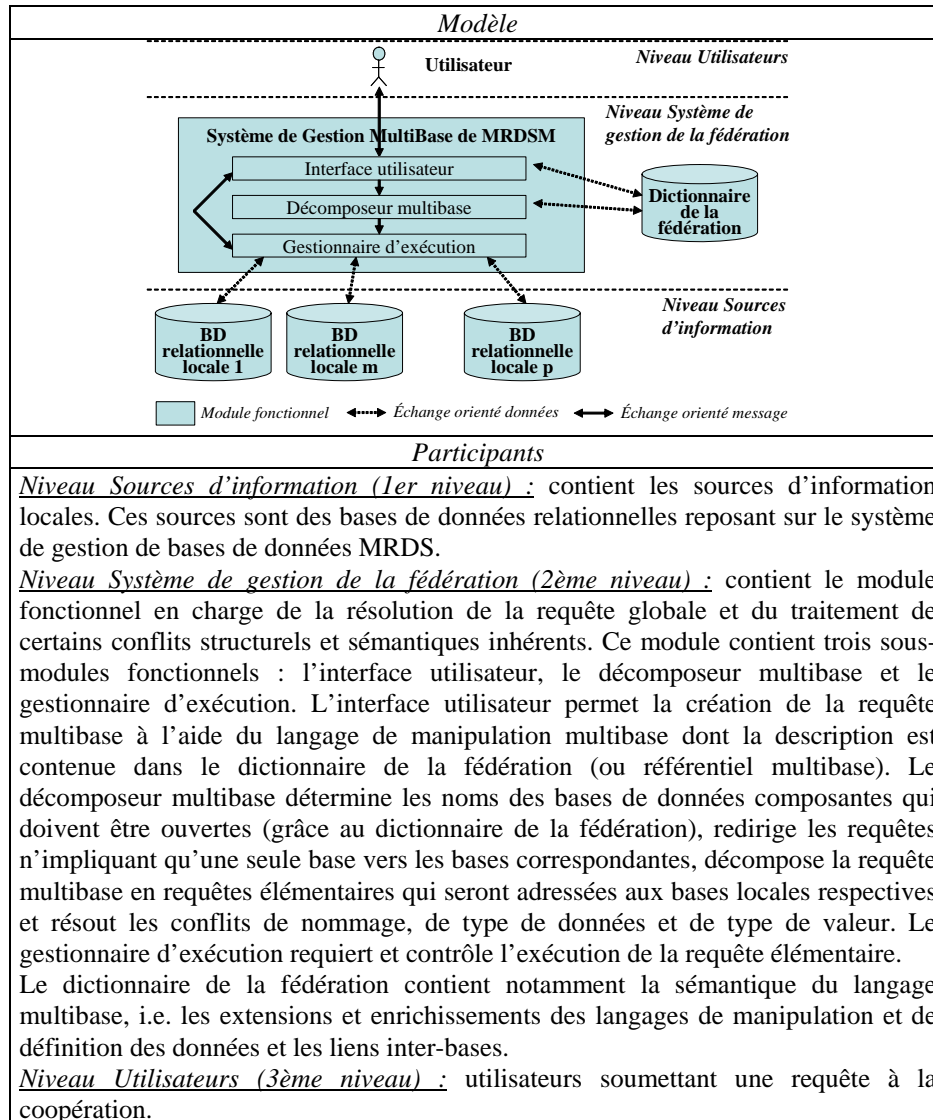 Modèle
Utilisateur
Niveau Utilisateurs
Niveau Système de
gestion de la fédération
Système de Gestion MultiBase de MRDSM
Interface utilisateur
Décomposeur multibase
Gestionnaire d'exécution
Dictionnaire
de la
fédération
Niveau Sources
d'information
BD
relationnelle
locale 1
BD
relationnelle
locale m
BD
relationnelle
locale p
Module fonctionnel
Échange orienté données
Échange orienté message
Participants
Niveau Sources d'information (1er niveau) : contient les sources d'information
locales. Ces sources sont des bases de données relationnelles reposant sur le système
de gestion de bases de données MRDS.
Niveau Système de gestion de la fédération (2ème niveau) : contient le module
fonctionnel en charge de la résolution de la requête globale et du traitement de
certains conflits structurels et sémantiques inhérents. Ce module contient trois sous-
modules fonctionnels : l'interface utilisateur, le décomposeur multibase et le
gestionnaire d'exécution. L'interface utilisateur permet la création de la requête
multibase à l'aide du langage de manipulation multibase dont la description est
contenue dans le dictionnaire de la fédération (ou référentiel multibase). Le
décomposeur multibase détermine les noms des bases de données composantes qui
doivent être ouvertes (grâce au dictionnaire de la fédération), redirige les requêtes
n'impliquant qu'une seule base vers les bases correspondantes, décompose la requête
multibase en requêtes élémentaires qui seront adressées aux bases locales respectives
et résout les conflits de nommage, de type de données et de type de valeur. Le
gestionnaire d'exécution requiert et contrôle l'exécution de la requête élémentaire.
Le dictionnaire de la fédération contient notamment la sémantique du langage
multibase, i.e. les extensions et enrichissements des langages de manipulation et de
définition des données et les liens inter-bases.
Niveau Utilisateurs (3ème niveau) : utilisateurs soumettant une requête à la
coopération.